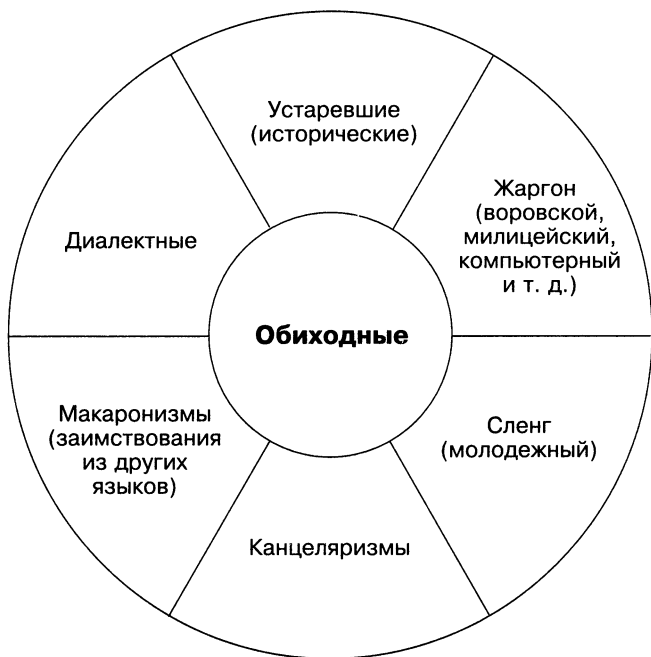 Устаревшие
(исторические)
Жаргон
(воровской,
милицейский,
компьютерный
и т. д.)
Диалектные
Обиходные
Макаронизмы
(заимствования
из других
языков)
Сленг
(молодежный)
Канцеляризмы